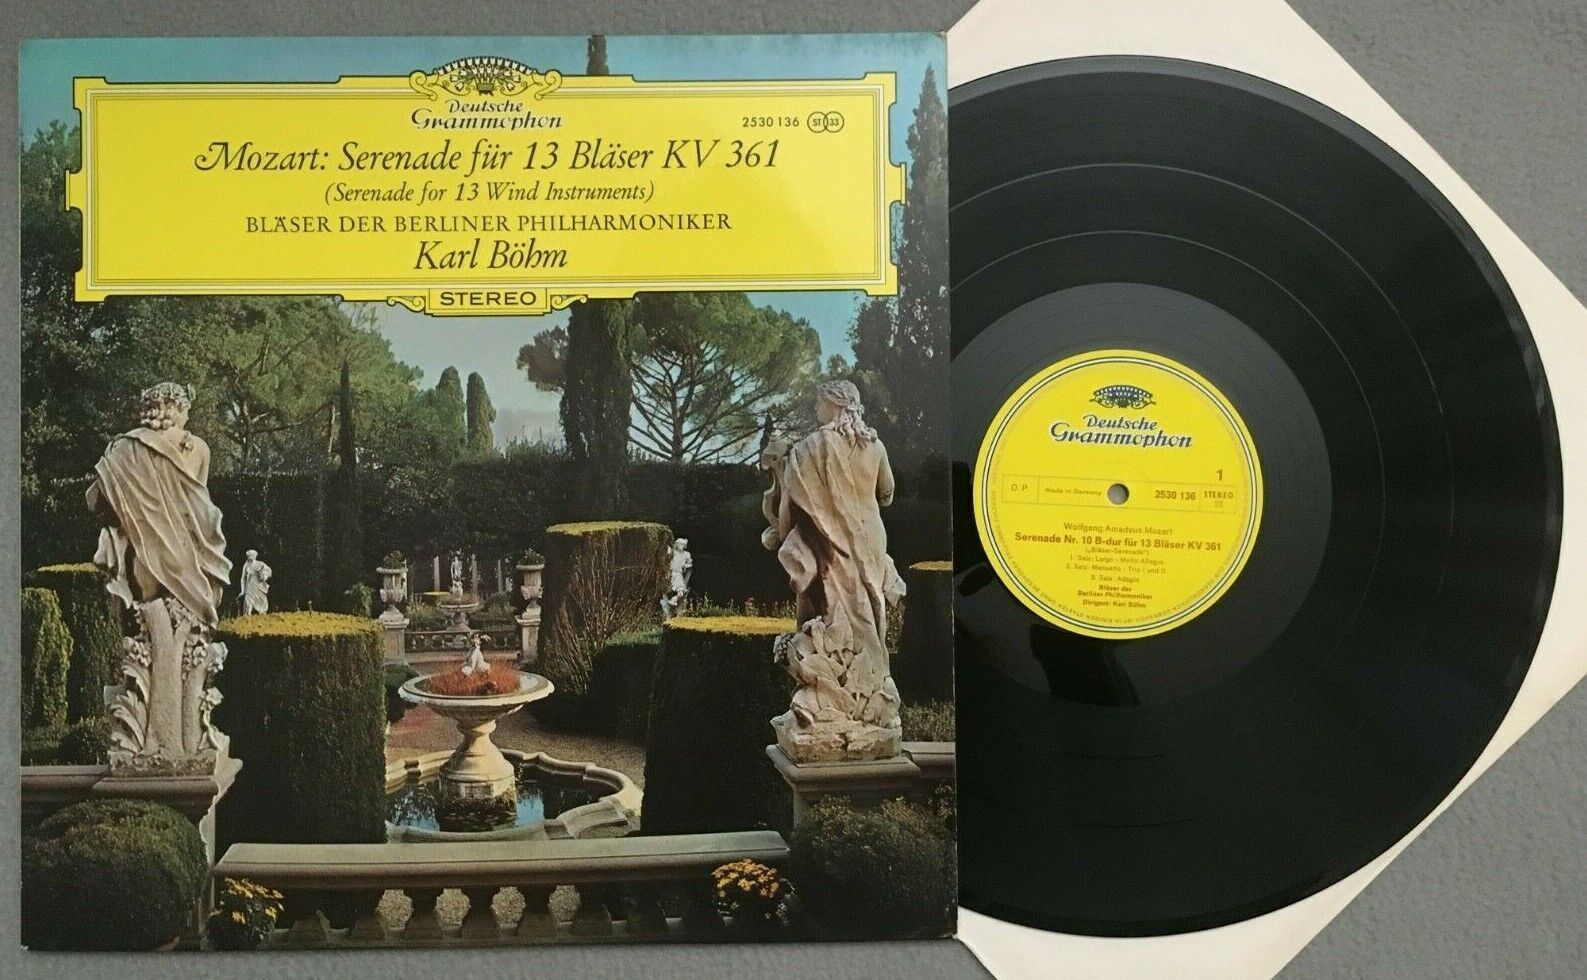 Deutsche
Grammophon
2530 136 ST 33
Mozart: Serenade für 13 Bläser KV 361
(Serenade for 13 Wind Instruments)
BLÄSER DER BERLINER PHILHARMONIKER
Karl Böhm
STEREO
Deutsche
Grammophon
1
D. P. Made in Germany 2530 136 STEREO
33
Wolfgang Amadeus Mozart
Serenade Nr. 10 B-dur für 13 Bläser KV 361
(„Bläser-Serenade")
1. Satz: Largo - Molto Allegro
2. Satz: Menuetto - Trio I und II
3. Satz: Adagio
Bläser der
Berliner Philharmoniker
Dirigent: Karl Böhm